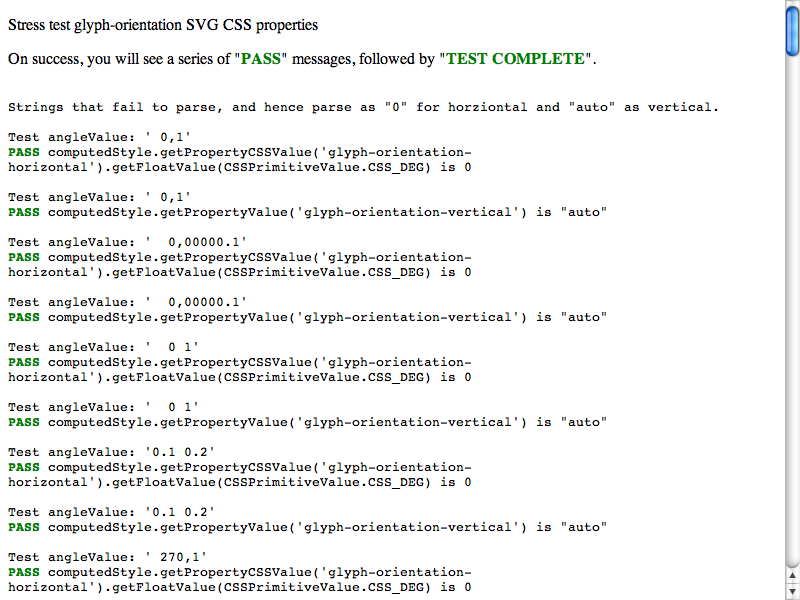 Stress test glyph-orientation SVG CSS properties
On success, you will see a series of "PASS" messages, followed by "TEST COMPLETE".
Strings that fail to parse, and hence parse as "0" for horziontal and "auto" as vertical.
Test angleValue: ' 0,1'
PASS computedStyle.getPropertyCSSValue('glyph-orientation-
horizontal').getFloatValue(CSSPrimitiveValue.CSS_DEG) is 0
Test angleValue: ' 0,1'
PASS computedStyle.getPropertyValue('glyph-orientation-vertical') is "auto"
Test angleValue: '  0,00000.1'
PASS computedStyle.getPropertyCSSValue('glyph-orientation-
horizontal').getFloatValue(CSSPrimitiveValue.CSS_DEG) is 0
Test angleValue: '  0,00000.1'
PASS computedStyle.getPropertyValue('glyph-orientation-vertical') is "auto"
Test angleValue: '  0 1'
PASS computedStyle.getPropertyCSSValue('glyph-orientation-
horizontal').getFloatValue(CSSPrimitiveValue.CSS_DEG) is 0
Test angleValue: '  0 1'
PASS computedStyle.getPropertyValue('glyph-orientation-vertical') is "auto"
Test angleValue: '0.1 0.2'
PASS computedStyle.getPropertyCSSValue('glyph-orientation-
horizontal').getFloatValue(CSSPrimitiveValue.CSS_DEG) is 0
Test angleValue: '0.1 0.2'
PASS computedStyle.getPropertyValue('glyph-orientation-vertical') is "auto"
Test angleValue: ' 270,1'
PASS computedStyle.getPropertyCSSValue('glyph-orientation-
horizontal').getFloatValue(CSSPrimitiveValue.CSS_DEG) is 0